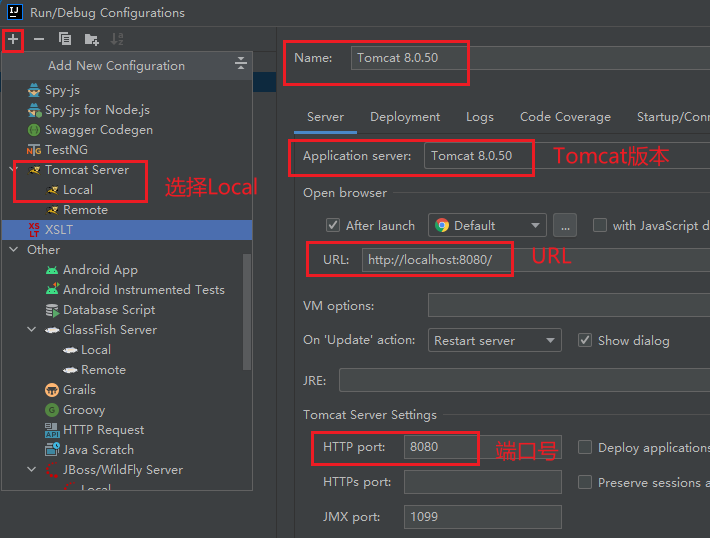 Run/Debug Configurations
Add New Configuration
Spy-js
Spy-js for Node.js
Swagger Codegen
TestNG
Tomcat Server
Local
Remote
选择Local
XSLT
Other
Android App
Android Instrumented Tests
Database Script
GlassFish Server
Local
Remote
Grails
Groovy
HTTP Request
Java Scratch
JBoss/WildFly Server
Local
Name: Tomcat 8.0.50
Server Deployment Logs Code Coverage Startup/Conn
Application server: Tomcat 8.0.50 Tomcat版本
Open browser
After launch Default ... with JavaScript d
URL: http://localhost:8080/ URL
VM options:
On 'Update' action: Restart server Show dialog
JRE:
Tomcat Server Settings
HTTP port: 8080 端口号 Deploy applications
HTTPs port: Preserve sessions a
JMX port: 1099